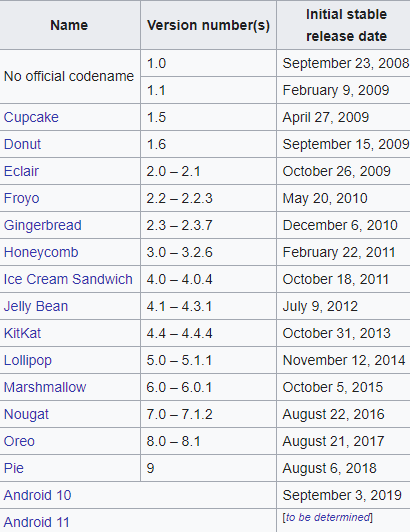 Name Version number(s) Initial stable
release date
No official codename
1.0 September 23, 2008
1.1 February 9, 2009
Cupcake 1.5 April 27, 2009
Donut 1.6 September 15, 2009
Eclair 2.0 – 2.1 October 26, 2009
Froyo 2.2 – 2.2.3 May 20, 2010
Gingerbread 2.3 – 2.3.7 December 6, 2010
Honeycomb 3.0 – 3.2.6 February 22, 2011
Ice Cream Sandwich 4.0 – 4.0.4 October 18, 2011
Jelly Bean 4.1 – 4.3.1 July 9, 2012
KitKat 4.4 – 4.4.4 October 31, 2013
Lollipop 5.0 – 5.1.1 November 12, 2014
Marshmallow 6.0 – 6.0.1 October 5, 2015
Nougat 7.0 – 7.1.2 August 22, 2016
Oreo 8.0 – 8.1 August 21, 2017
Pie 9 August 6, 2018
Android 10 September 3, 2019
Android 11 [to be determined]